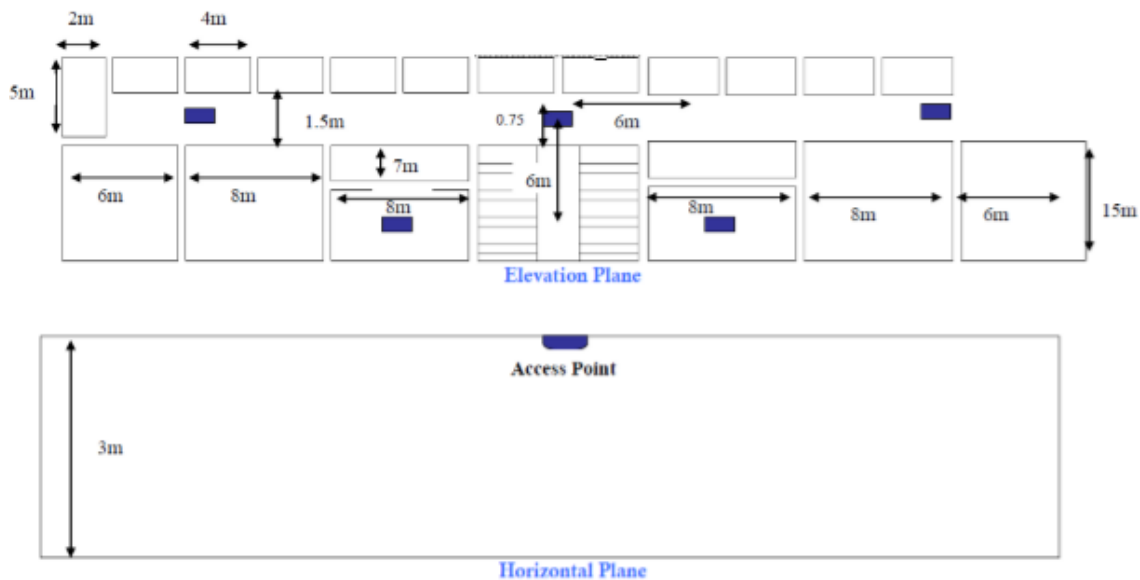 2m 4m
5m
1.5m 0.75 6m
7m
6m
6m 8m 8m 8m 8m 6m 15m
Elevation Plane
Access Point
3m
Horizontal Plane